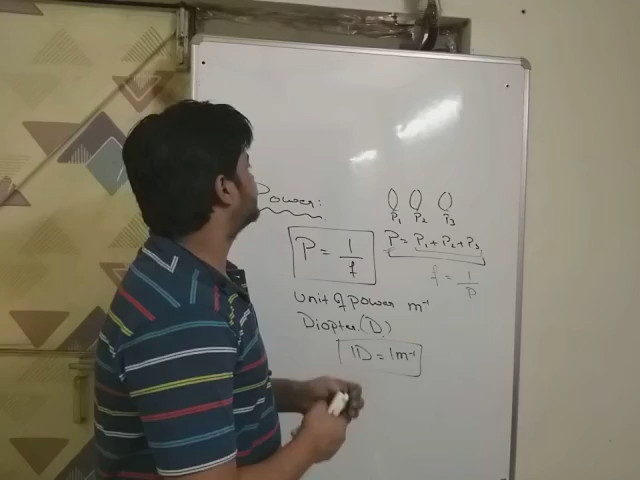 Power:
P = 1/f
Unit of power m⁻¹
Diopter. (D)
1D = 1m⁻¹
P₁ P₂ P₃
P = P₁ + P₂ + P₃
f = 1/P